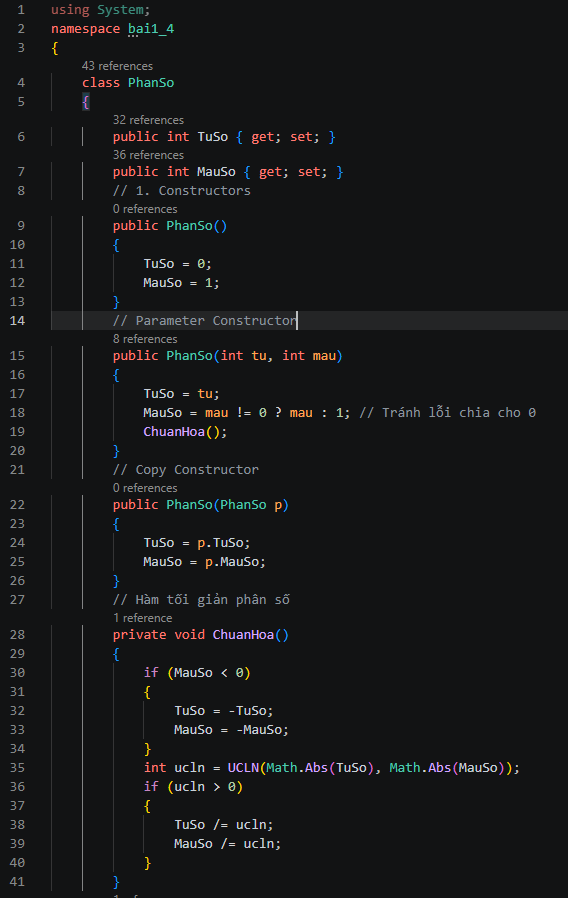 1 using System;
2 namespace bai1_4
3 {
43 references
4 class PhanSo
5 {
32 references
6 public int TuSo { get; set; }
36 references
7 public int MauSo { get; set; }
8 // 1. Constructors
0 references
9 public PhanSo()
10 {
11 TuSo = 0;
12 MauSo = 1;
13 }
14 // Parameter Constructor
8 references
15 public PhanSo(int tu, int mau)
16 {
17 TuSo = tu;
18 MauSo = mau != 0 ? mau : 1; // Tránh lỗi chia cho 0
19 ChuanHoa();
20 }
21 // Copy Constructor
0 references
22 public PhanSo(PhanSo p)
23 {
24 TuSo = p.TuSo;
25 MauSo = p.MauSo;
26 }
27 // Hàm tối giản phân số
1 reference
28 private void ChuanHoa()
29 {
30 if (MauSo < 0)
31 {
32 TuSo = -TuSo;
33 MauSo = -MauSo;
34 }
35 int ucln = UCLN(Math.Abs(TuSo), Math.Abs(MauSo));
36 if (ucln > 0)
37 {
38 TuSo /= ucln;
39 MauSo /= ucln;
40 }
41 }